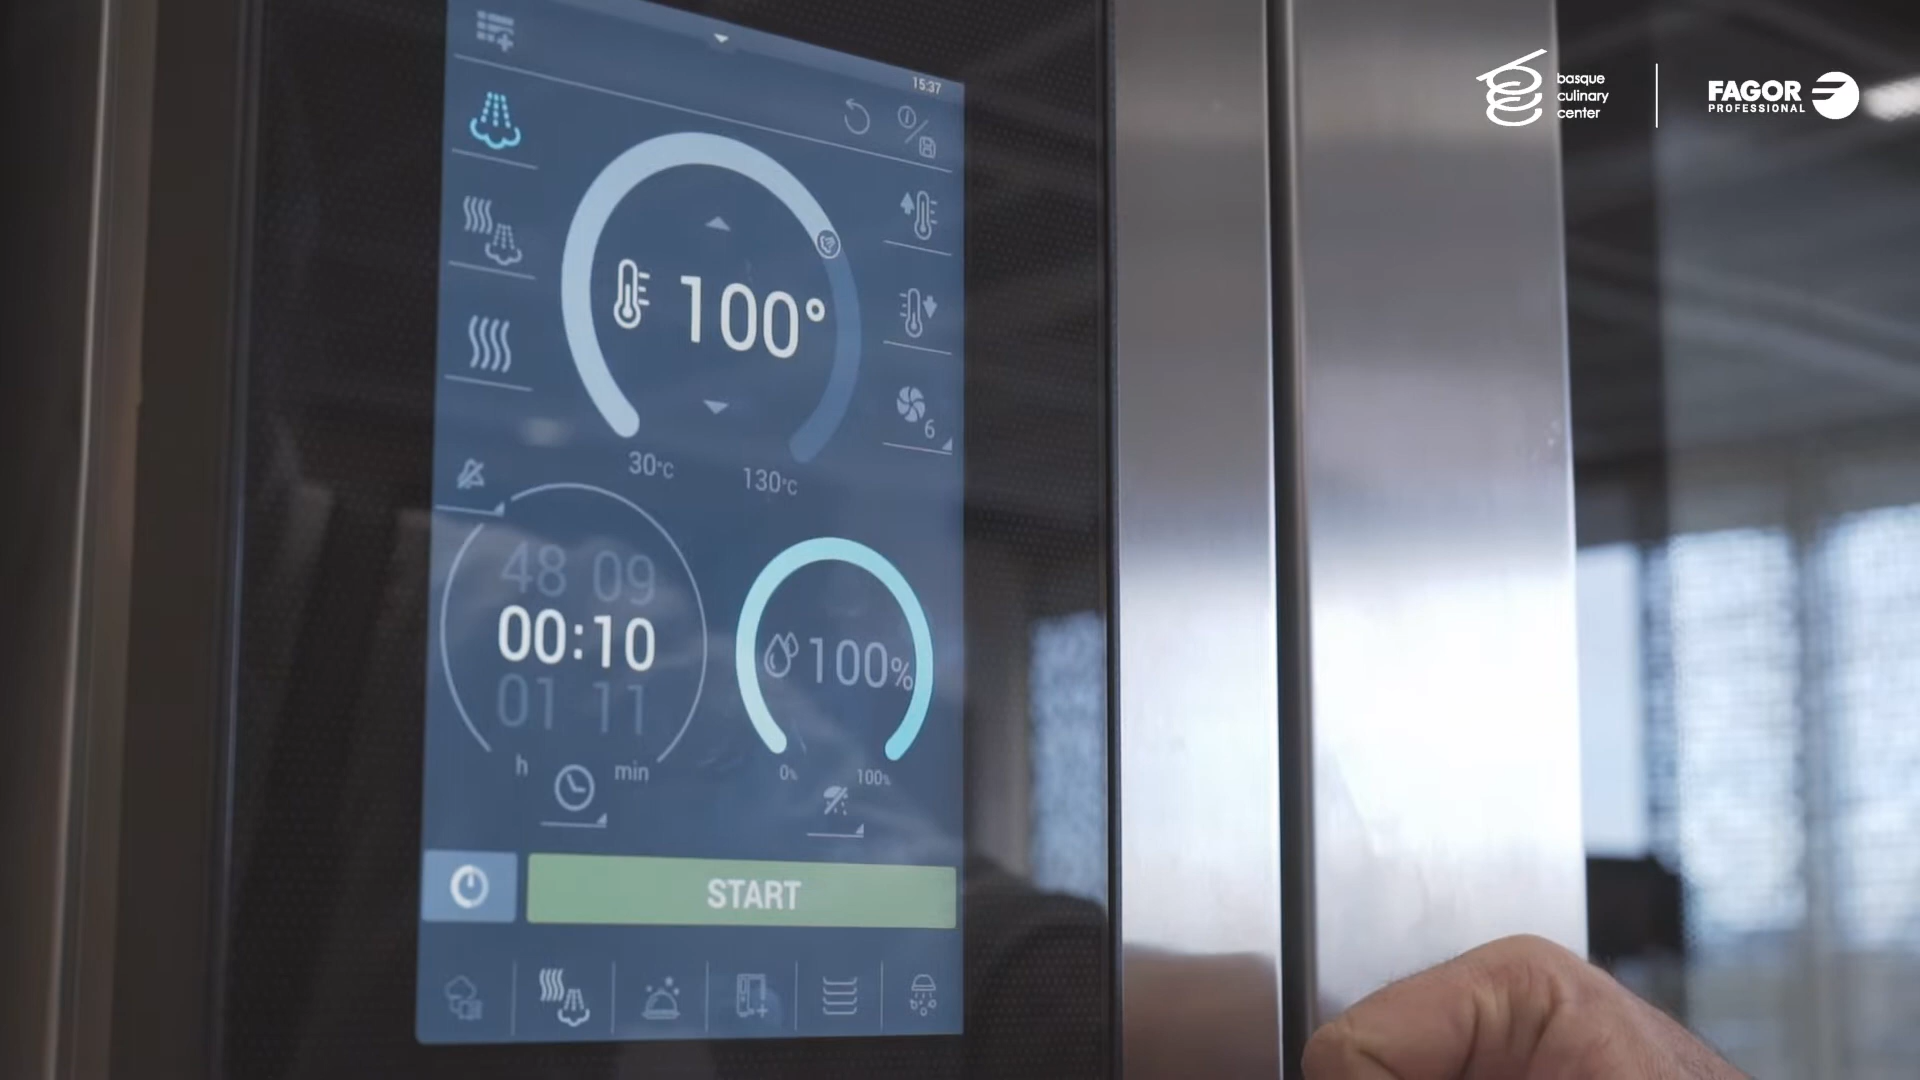 15:37
basque
culinary
center
FAGOR
PROFESSIONAL
100°
6
30°C
130°C
48 09
00:10
01 11
100%
h
min
0%
100%
START